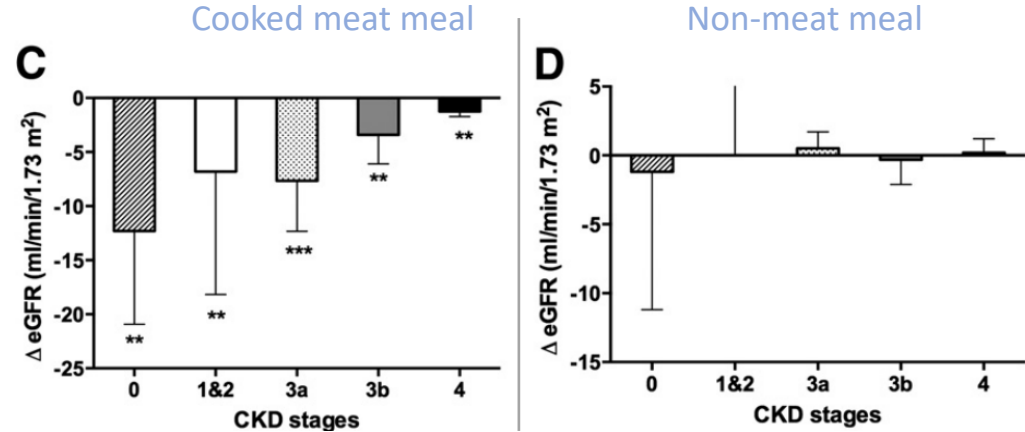 Cooked meat meal
C
Δ eGFR (ml/min/1.73 m²)
0
-5
-10
-15
-20
-25
**
**
***
**
**
0 1&2 3a 3b 4
CKD stages
Non-meat meal
D
Δ eGFR (ml/min/1.73 m²)
5
0
-5
-10
-15
0 1&2 3a 3b 4
CKD stages